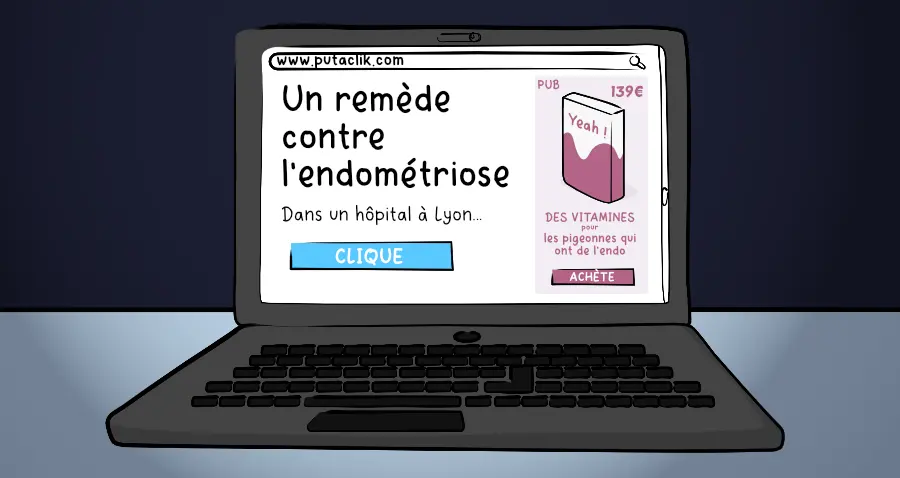 www.putaclik.com
Un remède
contre
l'endométriose
Dans un hôpital à Lyon...
CLIQUE
PUB
139€
Yeah !
DES VITAMINES
pour
les pigeonnes qui
ont de l'endo
ACHÈTE